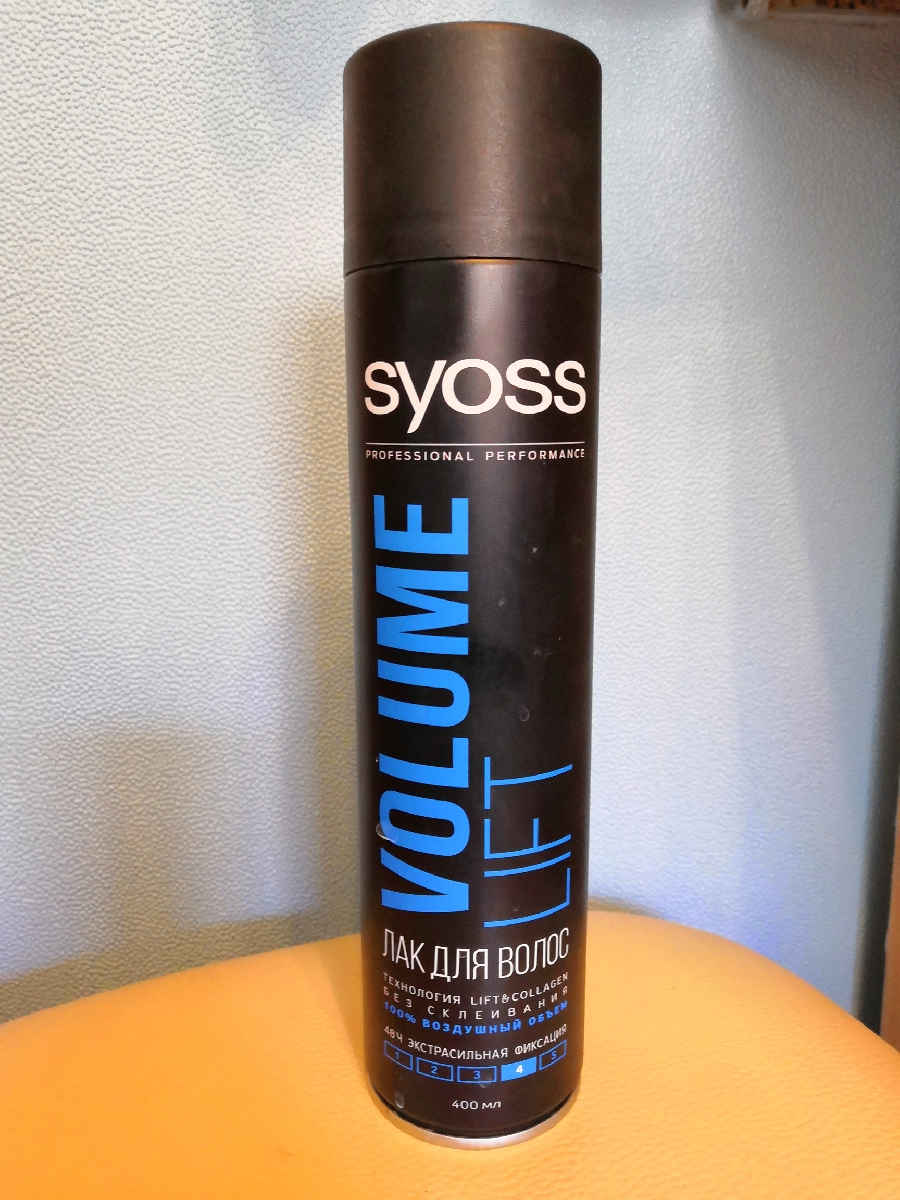 syoss
PROFESSIONAL PERFORMANCE
VOLUME
LIFT
ЛАК ДЛЯ ВОЛОС
ТЕХНОЛОГИЯ LIFT&COLLAGEN
БЕЗ СКЛЕИВАНИЯ
100% ВОЗДУШНЫЙ ОБЪЕМ
48Ч ЭКСТРАСИЛЬНАЯ ФИКСАЦИЯ
1 2 3 4 5
400 мл